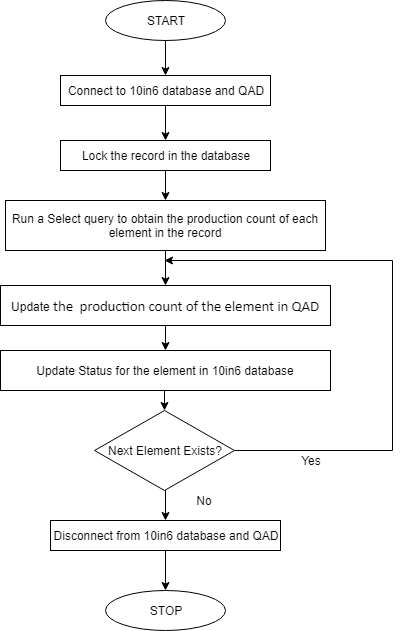 START
Connect to 10in6 database and QAD
Lock the record in the database
Run a Select query to obtain the production count of each
element in the record
Update the production count of the element in QAD
Update Status for the element in 10in6 database
Next Element Exists?
Yes
No
Disconnect from 10in6 database and QAD
STOP